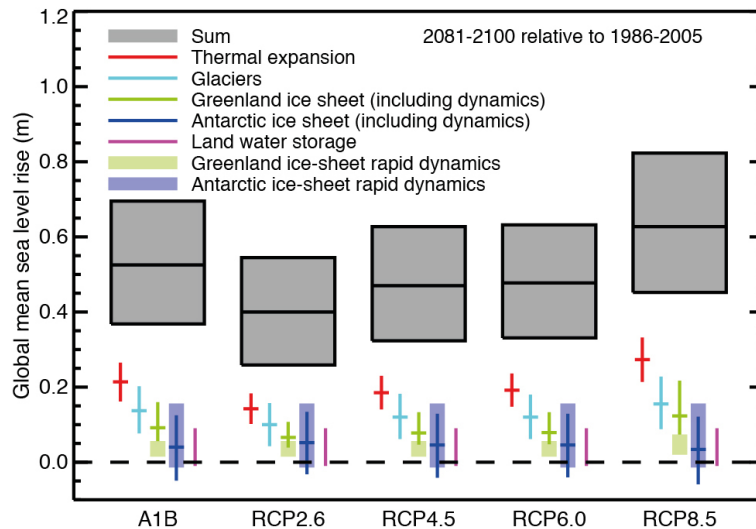 1.2
1.0
0.8
0.6
0.4
0.2
0.0
Global mean sea level rise (m)
2081-2100 relative to 1986-2005
Sum
Thermal expansion
Glaciers
Greenland ice sheet (including dynamics)
Antarctic ice sheet (including dynamics)
Land water storage
Greenland ice-sheet rapid dynamics
Antarctic ice-sheet rapid dynamics
A1B
RCP2.6
RCP4.5
RCP6.0
RCP8.5